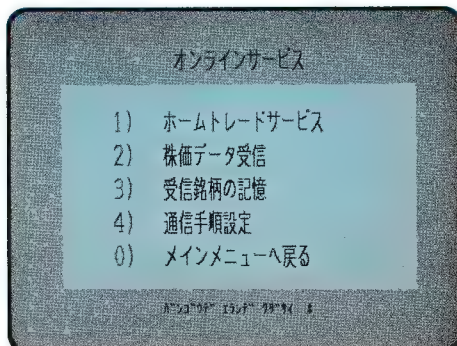 オンラインサービス
1) ホームトレードサービス
2) 株価データ受信
3) 受信銘柄の記憶
4) 通信手順設定
0) メインメニューへ戻る
バンゴウデ エランデ クダサイ